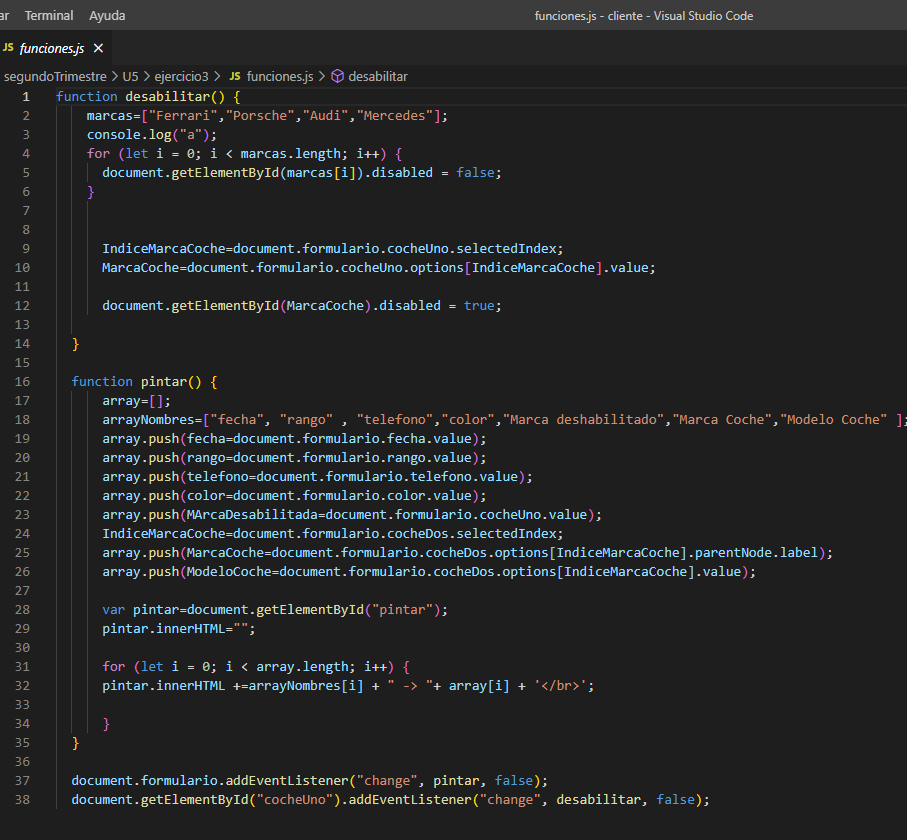 ar Terminal Ayuda funciones.js - cliente - Visual Studio Code
JS funciones.js ×
segundoTrimestre > U5 > ejercicio3 > JS funciones.js > desabilitar
1 function desabilitar() {
2 marcas=["Ferrari","Porsche","Audi","Mercedes"];
3 console.log("a");
4 for (let i = 0; i < marcas.length; i++) {
5 document.getElementById(marcas[i]).disabled = false;
6 }
7
8
9 IndiceMarcaCoche=document.formulario.cocheUno.selectedIndex;
10 MarcaCoche=document.formulario.cocheUno.options[IndiceMarcaCoche].value;
11
12 document.getElementById(MarcaCoche).disabled = true;
13
14 }
15
16 function pintar() {
17 array=[];
18 arrayNombres=["fecha", "rango" , "telefono","color","Marca deshabilitado","Marca Coche","Modelo Coche" ];
19 array.push(fecha=document.formulario.fecha.value);
20 array.push(rango=document.formulario.rango.value);
21 array.push(telefono=document.formulario.telefono.value);
22 array.push(color=document.formulario.color.value);
23 array.push(MArcaDesabilitada=document.formulario.cocheUno.value);
24 IndiceMarcaCoche=document.formulario.cocheDos.selectedIndex;
25 array.push(MarcaCoche=document.formulario.cocheDos.options[IndiceMarcaCoche].parentNode.label);
26 array.push(ModeloCoche=document.formulario.cocheDos.options[IndiceMarcaCoche].value);
27
28 var pintar=document.getElementById("pintar");
29 pintar.innerHTML="";
30
31 for (let i = 0; i < array.length; i++) {
32 pintar.innerHTML +=arrayNombres[i] + " -> "+ array[i] + '</br>';
33
34 }
35 }
36
37 document.formulario.addEventListener("change", pintar, false);
38 document.getElementById("cocheUno").addEventListener("change", desabilitar, false);